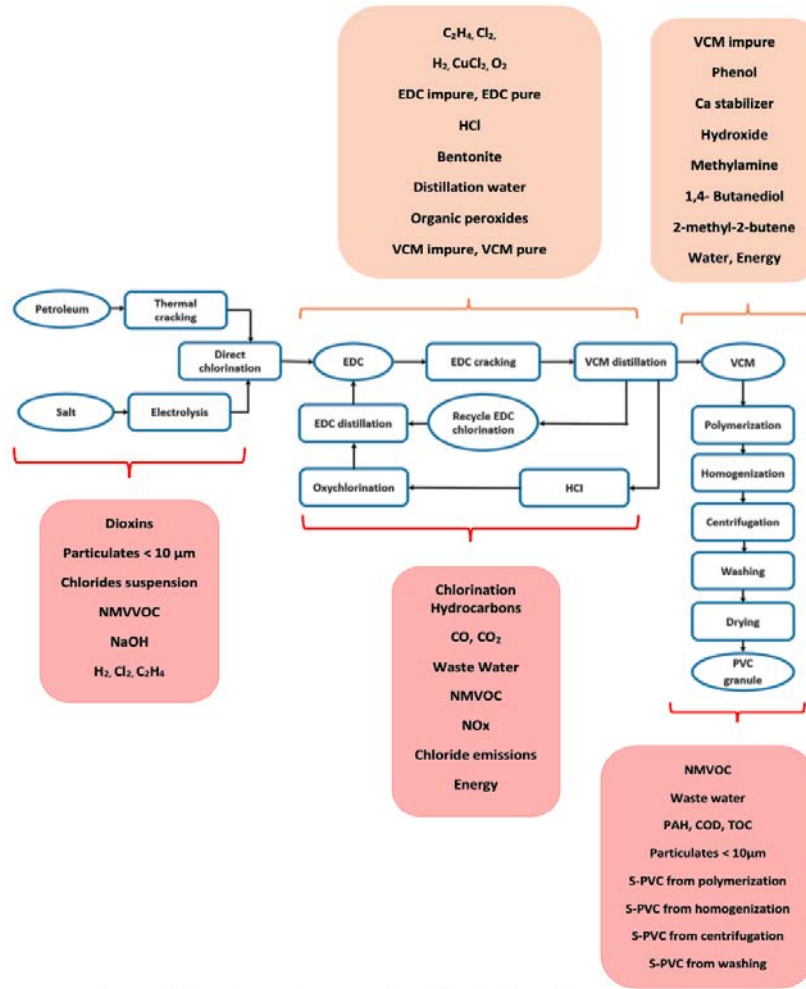 C₂H₄, Cl₂,
H₂, CuCl₂, O₂
EDC impure, EDC pure
HCl
Bentonite
Distillation water
Organic peroxides
VCM impure, VCM pure
VCM impure
Phenol
Ca stabilizer
Hydroxide
Methylamine
1,4- Butanediol
2-methyl-2-butene
Water, Energy
Petroleum
Thermal
cracking
Direct
chlorination
Salt
Electrolysis
EDC
EDC cracking
VCM distillation
VCM
EDC distillation
Recycle EDC
chlorination
Oxychlorination
HCl
Polymerization
Homogenization
Centrifugation
Washing
Drying
PVC
granule
Dioxins
Particulates < 10 µm
Chlorides suspension
NMVVOC
NaOH
H₂, Cl₂, C₂H₄
Chlorination
Hydrocarbons
CO, CO₂
Waste Water
NMVOC
NOx
Chloride emissions
Energy
NMVOC
Waste water
PAH, COD, TOC
Particulates < 10µm
S-PVC from polymerization
S-PVC from homogenization
S-PVC from centrifugation
S-PVC from washing